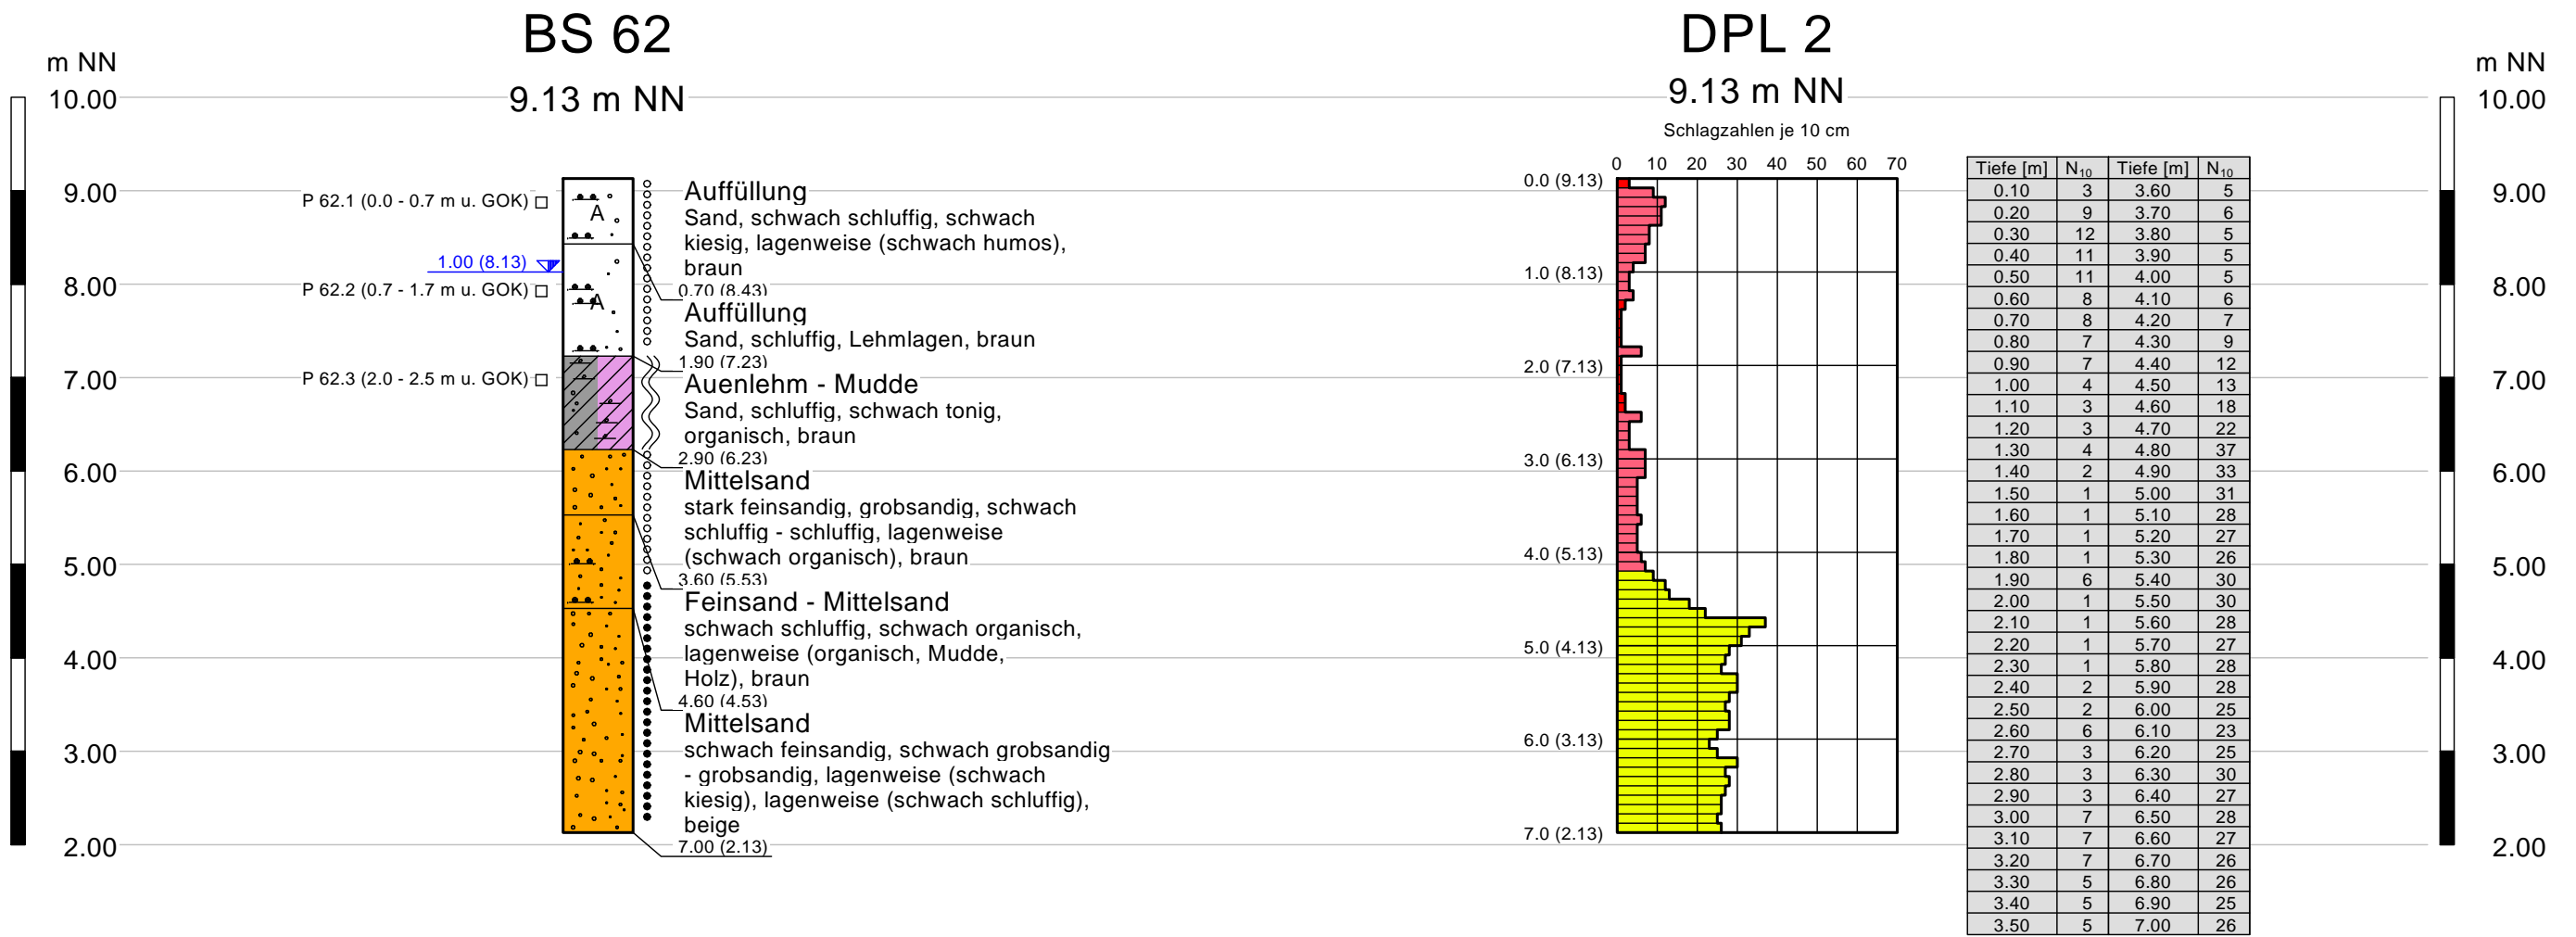 BS 62
9.13 m NN
m NN
10.00
9.00
8.00
7.00
6.00
5.00
4.00
3.00
2.00
P 62.1 (0.0 - 0.7 m u. GOK)
1.00 (8.13)
P 62.2 (0.7 - 1.7 m u. GOK)
P 62.3 (2.0 - 2.5 m u. GOK)
A
A
Auffüllung
Sand, schwach schluffig, schwach
kiesig, lagenweise (schwach humos),
braun
0.70 (8.43)
Auffüllung
Sand, schluffig, Lehmlagen, braun
1.90 (7.23)
Auenlehm - Mudde
Sand, schluffig, schwach tonig,
organisch, braun
2.90 (6.23)
Mittelsand
stark feinsandig, grobsandig, schwach
schluffig - schluffig, lagenweise
(schwach organisch), braun
3.60 (5.53)
Feinsand - Mittelsand
schwach schluffig, schwach organisch,
lagenweise (organisch, Mudde,
Holz), braun
4.60 (4.53)
Mittelsand
schwach feinsandig, schwach grobsandig
- grobsandig, lagenweise (schwach
kiesig), lagenweise (schwach schluffig),
beige
7.00 (2.13)
DPL 2
9.13 m NN
Schlagzahlen je 10 cm
0 10 20 30 40 50 60 70
0.0 (9.13)
1.0 (8.13)
2.0 (7.13)
3.0 (6.13)
4.0 (5.13)
5.0 (4.13)
6.0 (3.13)
7.0 (2.13)
Tiefe [m] N10 Tiefe [m] N10
0.10 3 3.60 5
0.20 9 3.70 6
0.30 12 3.80 5
0.40 11 3.90 5
0.50 11 4.00 5
0.60 8 4.10 6
0.70 8 4.20 7
0.80 7 4.30 9
0.90 7 4.40 12
1.00 4 4.50 13
1.10 3 4.60 18
1.20 3 4.70 22
1.30 4 4.80 37
1.40 2 4.90 33
1.50 1 5.00 31
1.60 1 5.10 28
1.70 1 5.20 27
1.80 1 5.30 26
1.90 6 5.40 30
2.00 1 5.50 30
2.10 1 5.60 28
2.20 1 5.70 27
2.30 1 5.80 28
2.40 2 5.90 28
2.50 2 6.00 25
2.60 6 6.10 23
2.70 3 6.20 25
2.80 3 6.30 30
2.90 3 6.40 27
3.00 7 6.50 28
3.10 7 6.60 27
3.20 7 6.70 26
3.30 5 6.80 26
3.40 5 6.90 25
3.50 5 7.00 26
m NN
10.00
9.00
8.00
7.00
6.00
5.00
4.00
3.00
2.00